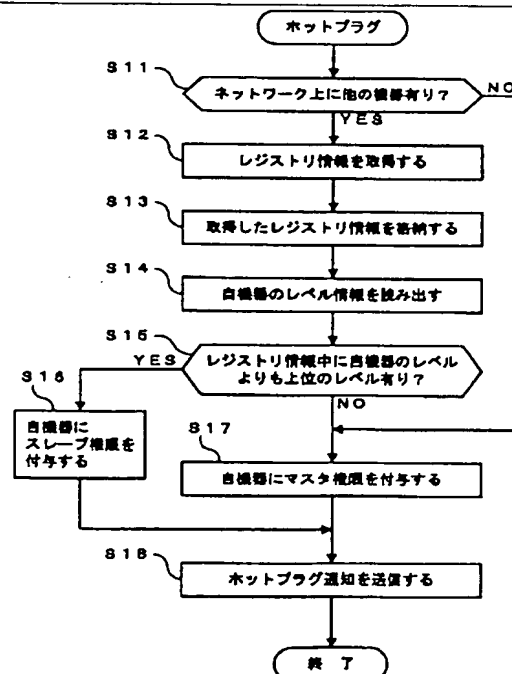 ホットプラグ
S11
ネットワーク上に他の機器有り？
NO
YES
S12
レジストリ情報を取得する
S13
取得したレジストリ情報を格納する
S14
自機器のレベル情報を読み出す
S15
YES
レジストリ情報中に自機器のレベル
よりも上位のレベル有り？
S16
NO
自機器に
スレーブ権限を
付与する
S17
自機器にマスタ権限を付与する
S18
ホットプラグ通知を送信する
終 了